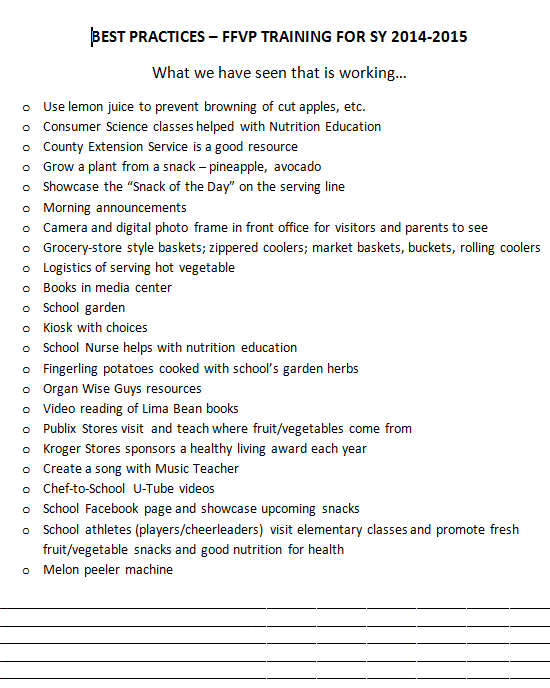 BEST PRACTICES – FFVP TRAINING FOR SY 2014-2015
What we have seen that is working…
o Use lemon juice to prevent browning of cut apples, etc.
o Consumer Science classes helped with Nutrition Education
o County Extension Service is a good resource
o Grow a plant from a snack – pineapple, avocado
o Showcase the “Snack of the Day” on the serving line
o Morning announcements
o Camera and digital photo frame in front office for visitors and parents to see
o Grocery-store style baskets; zippered coolers; market baskets, buckets, rolling coolers
o Logistics of serving hot vegetable
o Books in media center
o School garden
o Kiosk with choices
o School Nurse helps with nutrition education
o Fingerling potatoes cooked with school’s garden herbs
o Organ Wise Guys resources
o Video reading of Lima Bean books
o Publix Stores visit and teach where fruit/vegetables come from
o Kroger Stores sponsors a healthy living award each year
o Create a song with Music Teacher
o Chef-to-School U-Tube videos
o School Facebook page and showcase upcoming snacks
o School athletes (players/cheerleaders) visit elementary classes and promote fresh
fruit/vegetable snacks and good nutrition for health
o Melon peeler machine